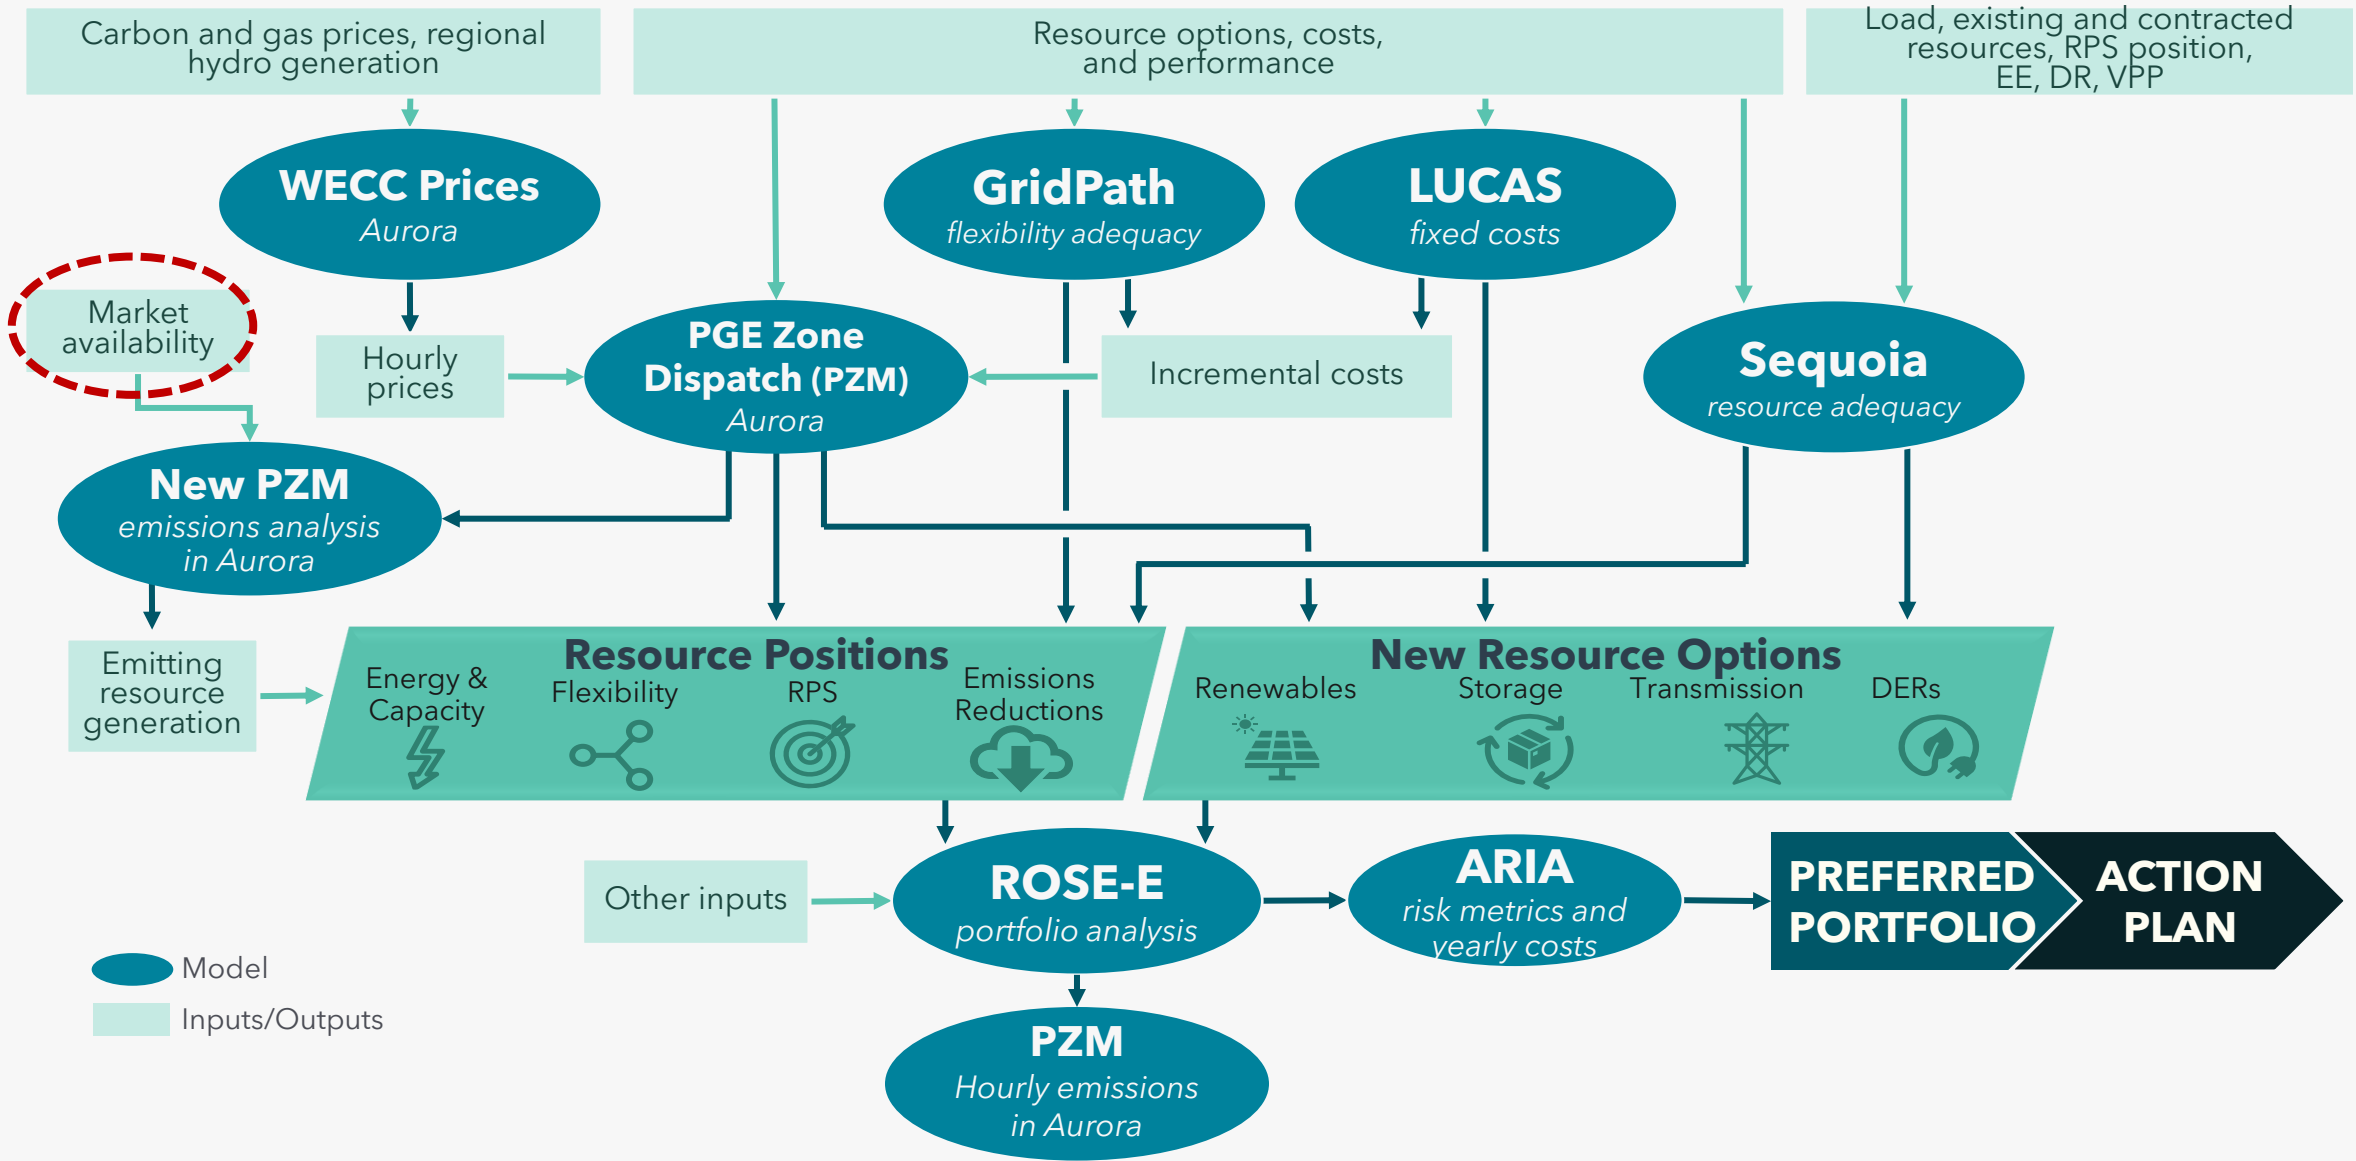 Carbon and gas prices, regional
hydro generation
Resource options, costs,
and performance
Load, existing and contracted
resources, RPS position,
EE, DR, VPP
WECC Prices
Aurora
GridPath
flexibility adequacy
LUCAS
fixed costs
Market
availability
Hourly
prices
PGE Zone
Dispatch (PZM)
Aurora
Incremental costs
Sequoia
resource adequacy
New PZM
emissions analysis
in Aurora
Emitting
resource
generation
Resource Positions
Energy &
Capacity
Flexibility
RPS
Emissions
Reductions
New Resource Options
Renewables
Storage
Transmission
DERs
Other inputs
ROSE-E
portfolio analysis
ARIA
risk metrics and
yearly costs
PREFERRED
PORTFOLIO
ACTION
PLAN
Model
Inputs/Outputs
PZM
Hourly emissions
in Aurora